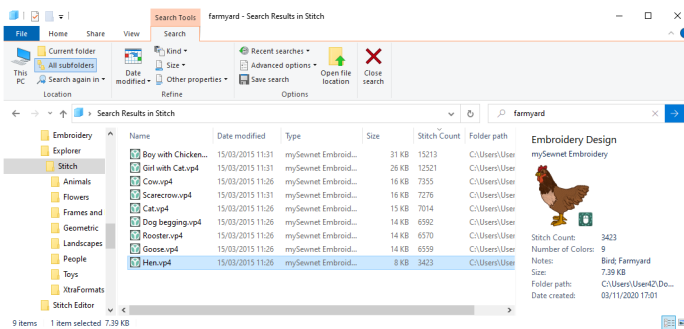 Search Tools farmyard - Search Results in Stitch
File Home Share View Search
This PC
Current folder
All subfolders
Search again in
Location
Date modified
Kind
Size
Other properties
Refine
Recent searches
Advanced options
Save search
Open file location
Options
Close search
Search Results in Stitch
farmyard
Embroidery
Explorer
Stitch
Animals
Flowers
Frames and
Geometric
Landscapes
People
Toys
XtraFormats
Stitch Editor
Name Date modified Type Size Stitch Count Folder path
Boy with Chicken... 15/03/2015 11:31 mySewnet Embroid... 31 KB 15213 C:\Users\User
Girl with Cat.vp4 15/03/2015 11:31 mySewnet Embroid... 26 KB 12521 C:\Users\User
Cow.vp4 15/03/2015 11:26 mySewnet Embroid... 16 KB 7355 C:\Users\User
Scarecrow.vp4 15/03/2015 11:31 mySewnet Embroid... 16 KB 7276 C:\Users\User
Cat.vp4 15/03/2015 11:26 mySewnet Embroid... 15 KB 7014 C:\Users\User
Dog begging.vp4 15/03/2015 11:26 mySewnet Embroid... 14 KB 6592 C:\Users\User
Rooster.vp4 15/03/2015 11:26 mySewnet Embroid... 14 KB 6570 C:\Users\User
Goose.vp4 15/03/2015 11:26 mySewnet Embroid... 14 KB 6559 C:\Users\User
Hen.vp4 15/03/2015 11:26 mySewnet Embroid... 8 KB 3423 C:\Users\User
Embroidery Design
mySewnet Embroidery
Stitch Count: 3423
Number of Colors: 9
Notes: Bird; Farmyard
Size: 7.39 KB
Folder path: C:\Users\User42\Do...
Date created: 03/11/2020 17:01
9 items 1 item selected 7.39 KB